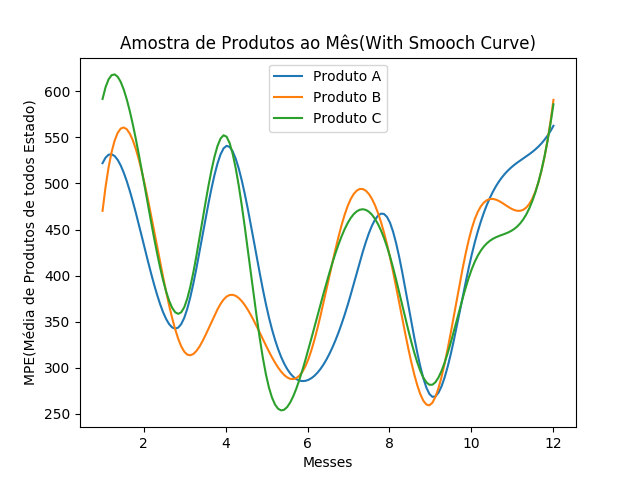 Amostra de Produtos ao Mês(With Smooch Curve)
Produto A
Produto B
Produto C
MPE(Média de Produtos de todos Estado)
600
550
500
450
400
350
300
250
2 4 6 8 10 12
Messes